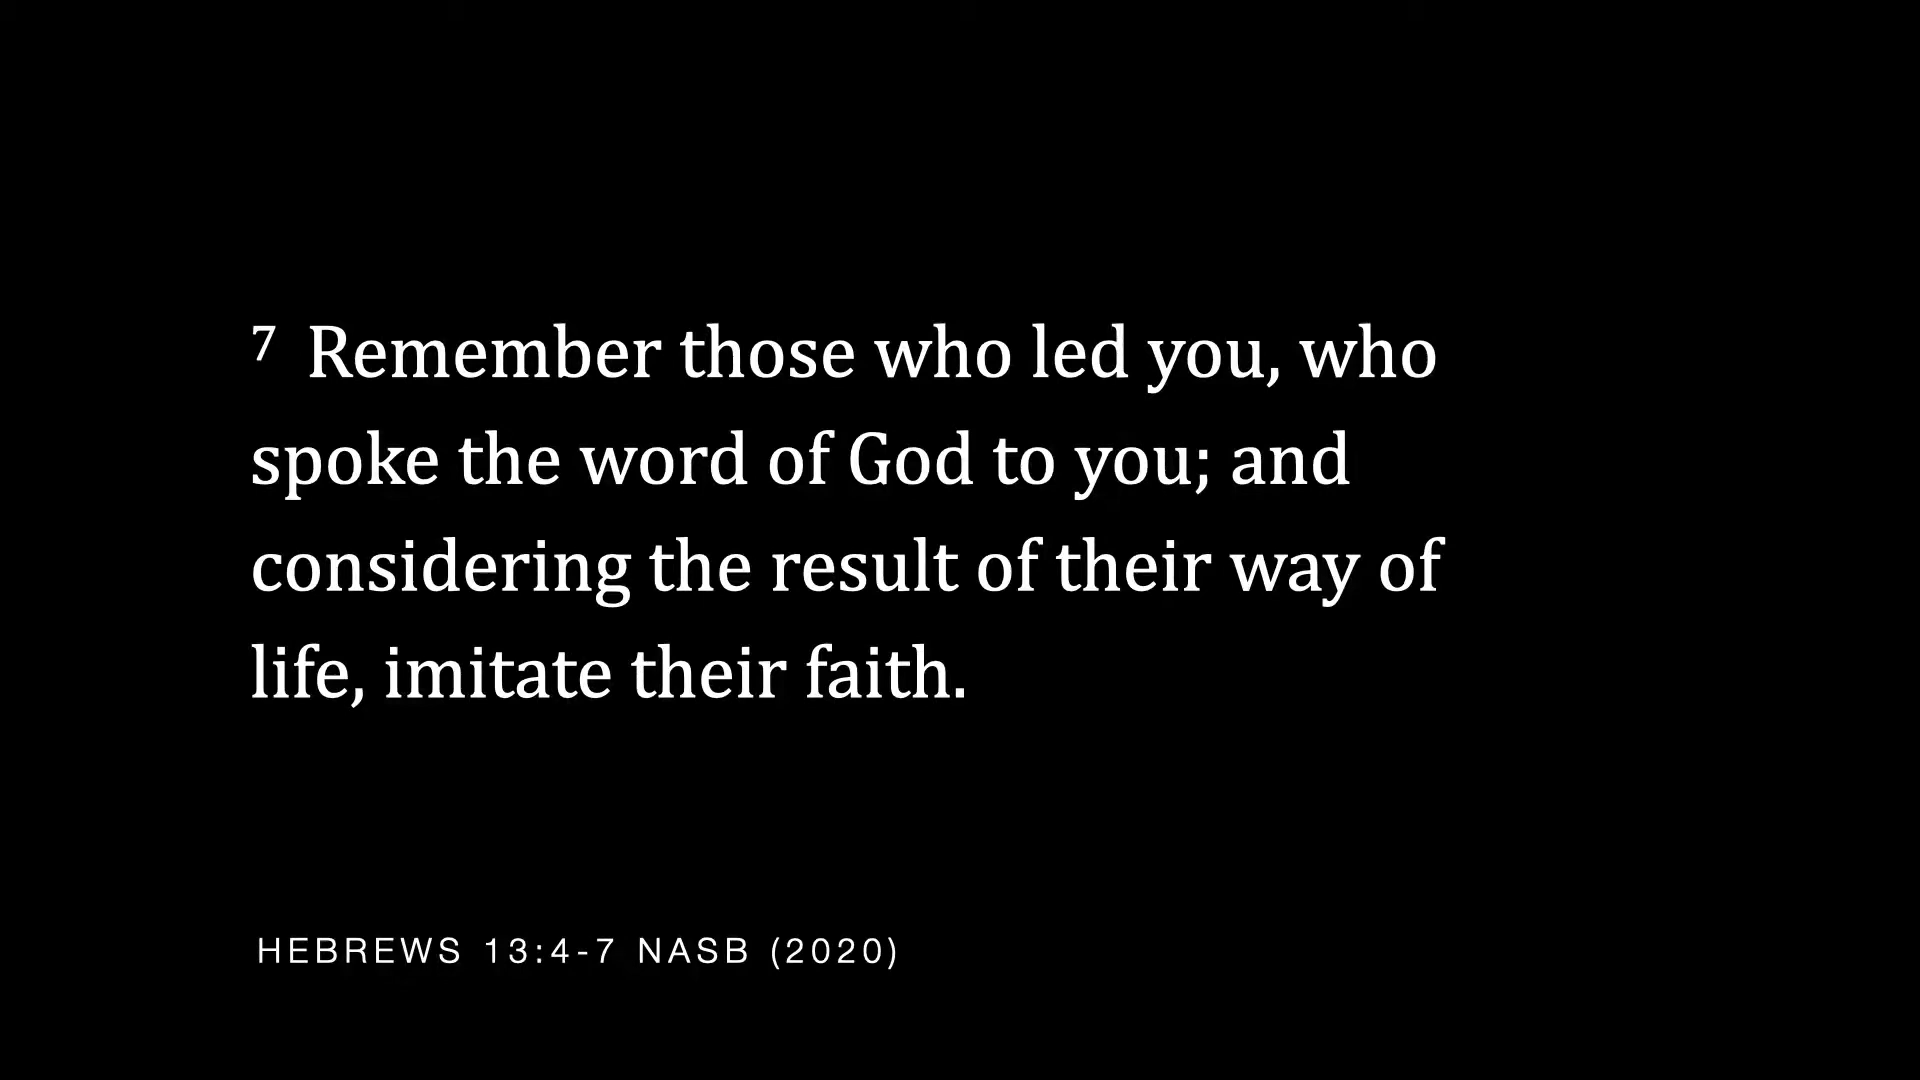 7 Remember those who led you, who
spoke the word of God to you; and
considering the result of their way of
life, imitate their faith.
HEBREWS 13:4-7 NASB (2020)